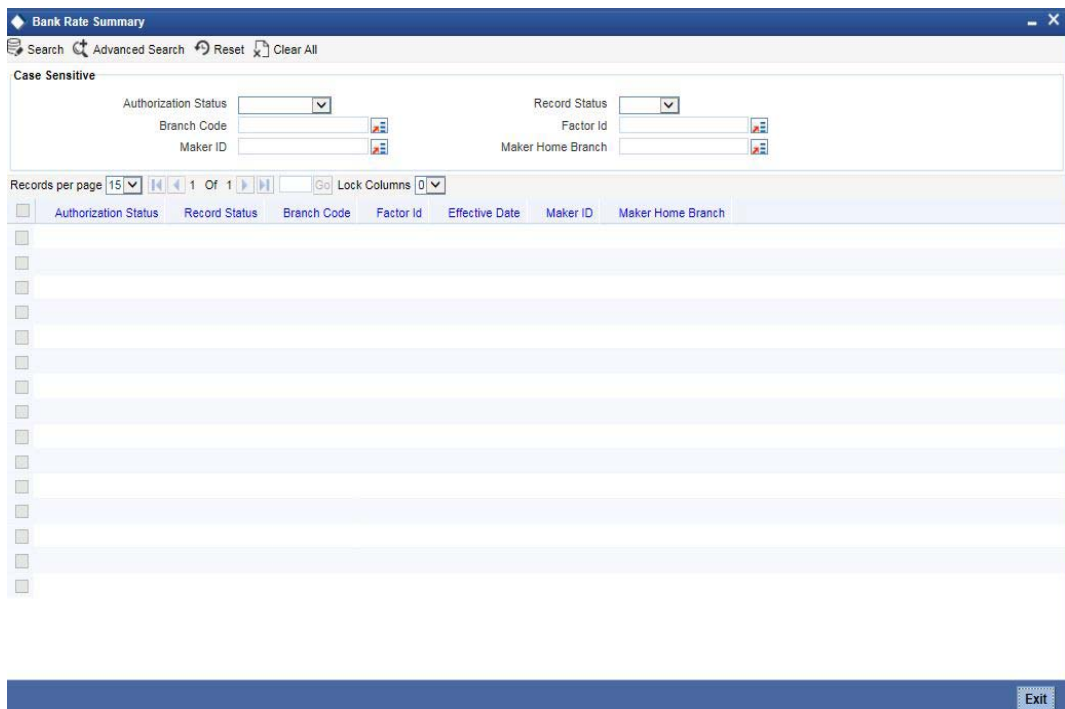 Bank Rate Summary
Search Advanced Search Reset Clear All
Case Sensitive
Authorization Status Record Status
Branch Code Factor Id
Maker ID Maker Home Branch
Records per page 15 1 Of 1 Go Lock Columns 0
Authorization Status Record Status Branch Code Factor Id Effective Date Maker ID Maker Home Branch
Exit